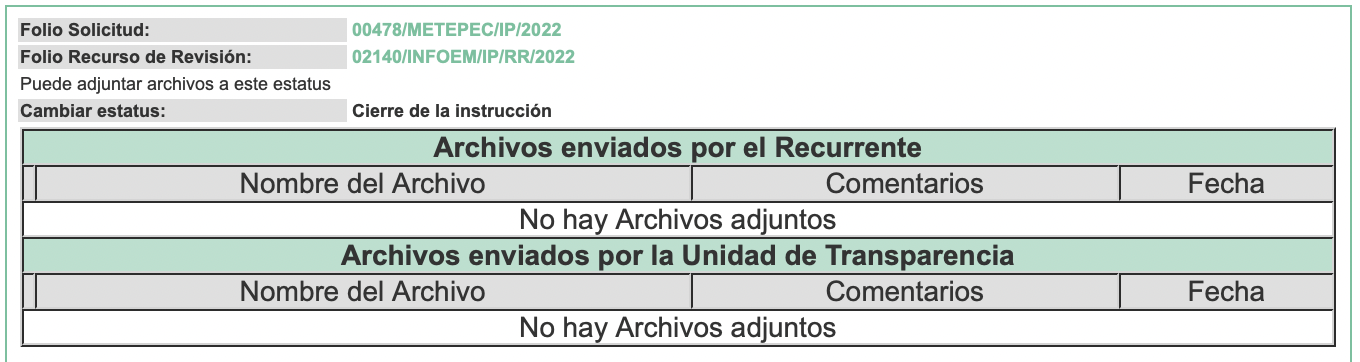 Folio Solicitud: 00478/METEPEC/IP/2022
Folio Recurso de Revisión: 02140/INFOEM/IP/RR/2022
Puede adjuntar archivos a este estatus
Cambiar estatus: Cierre de la instrucción
Archivos enviados por el Recurrente
Nombre del Archivo Comentarios Fecha
No hay Archivos adjuntos
Archivos enviados por la Unidad de Transparencia
Nombre del Archivo Comentarios Fecha
No hay Archivos adjuntos